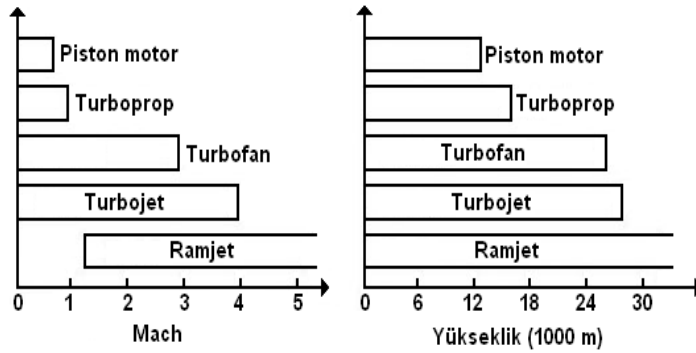 Piston motor
Turboprop
Turbofan
Turbojet
Ramjet
0 1 2 3 4 5
Mach
Piston motor
Turboprop
Turbofan
Turbojet
Ramjet
0 6 12 18 24 30
Yükseklik (1000 m)